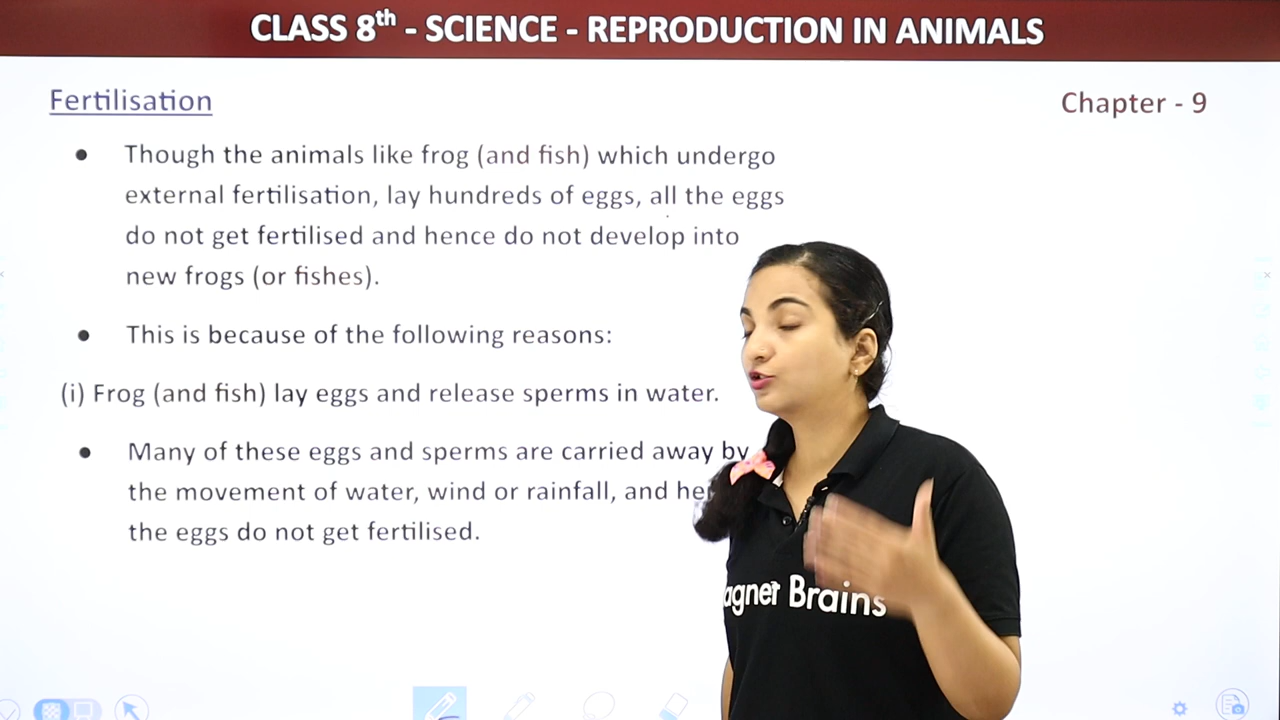 CLASS 8th - SCIENCE - REPRODUCTION IN ANIMALS
Fertilisation
Chapter - 9
● Though the animals like frog (and fish) which undergo
external fertilisation, lay hundreds of eggs, all the eggs
do not get fertilised and hence do not develop into
new frogs (or fishes).
● This is because of the following reasons:
(i) Frog (and fish) lay eggs and release sperms in water.
● Many of these eggs and sperms are carried away by
the movement of water, wind or rainfall, and
the eggs do not get fertilised.
Brains